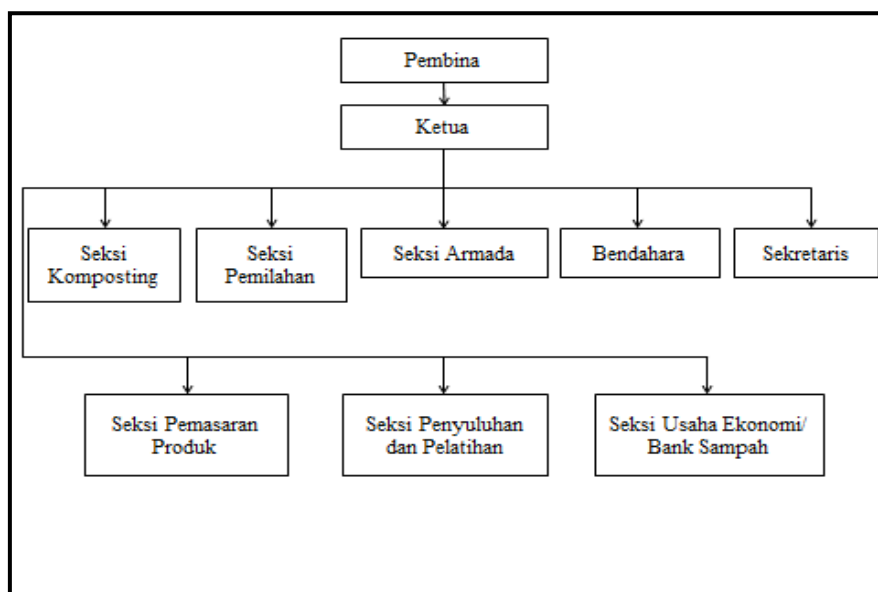 Pembina
Ketua
Seksi
Komposting
Seksi
Pemilahan
Seksi Armada
Bendahara
Sekretaris
Seksi Pemasaran
Produk
Seksi Penyuluhan
dan Pelatihan
Seksi Usaha Ekonomi/
Bank Sampah